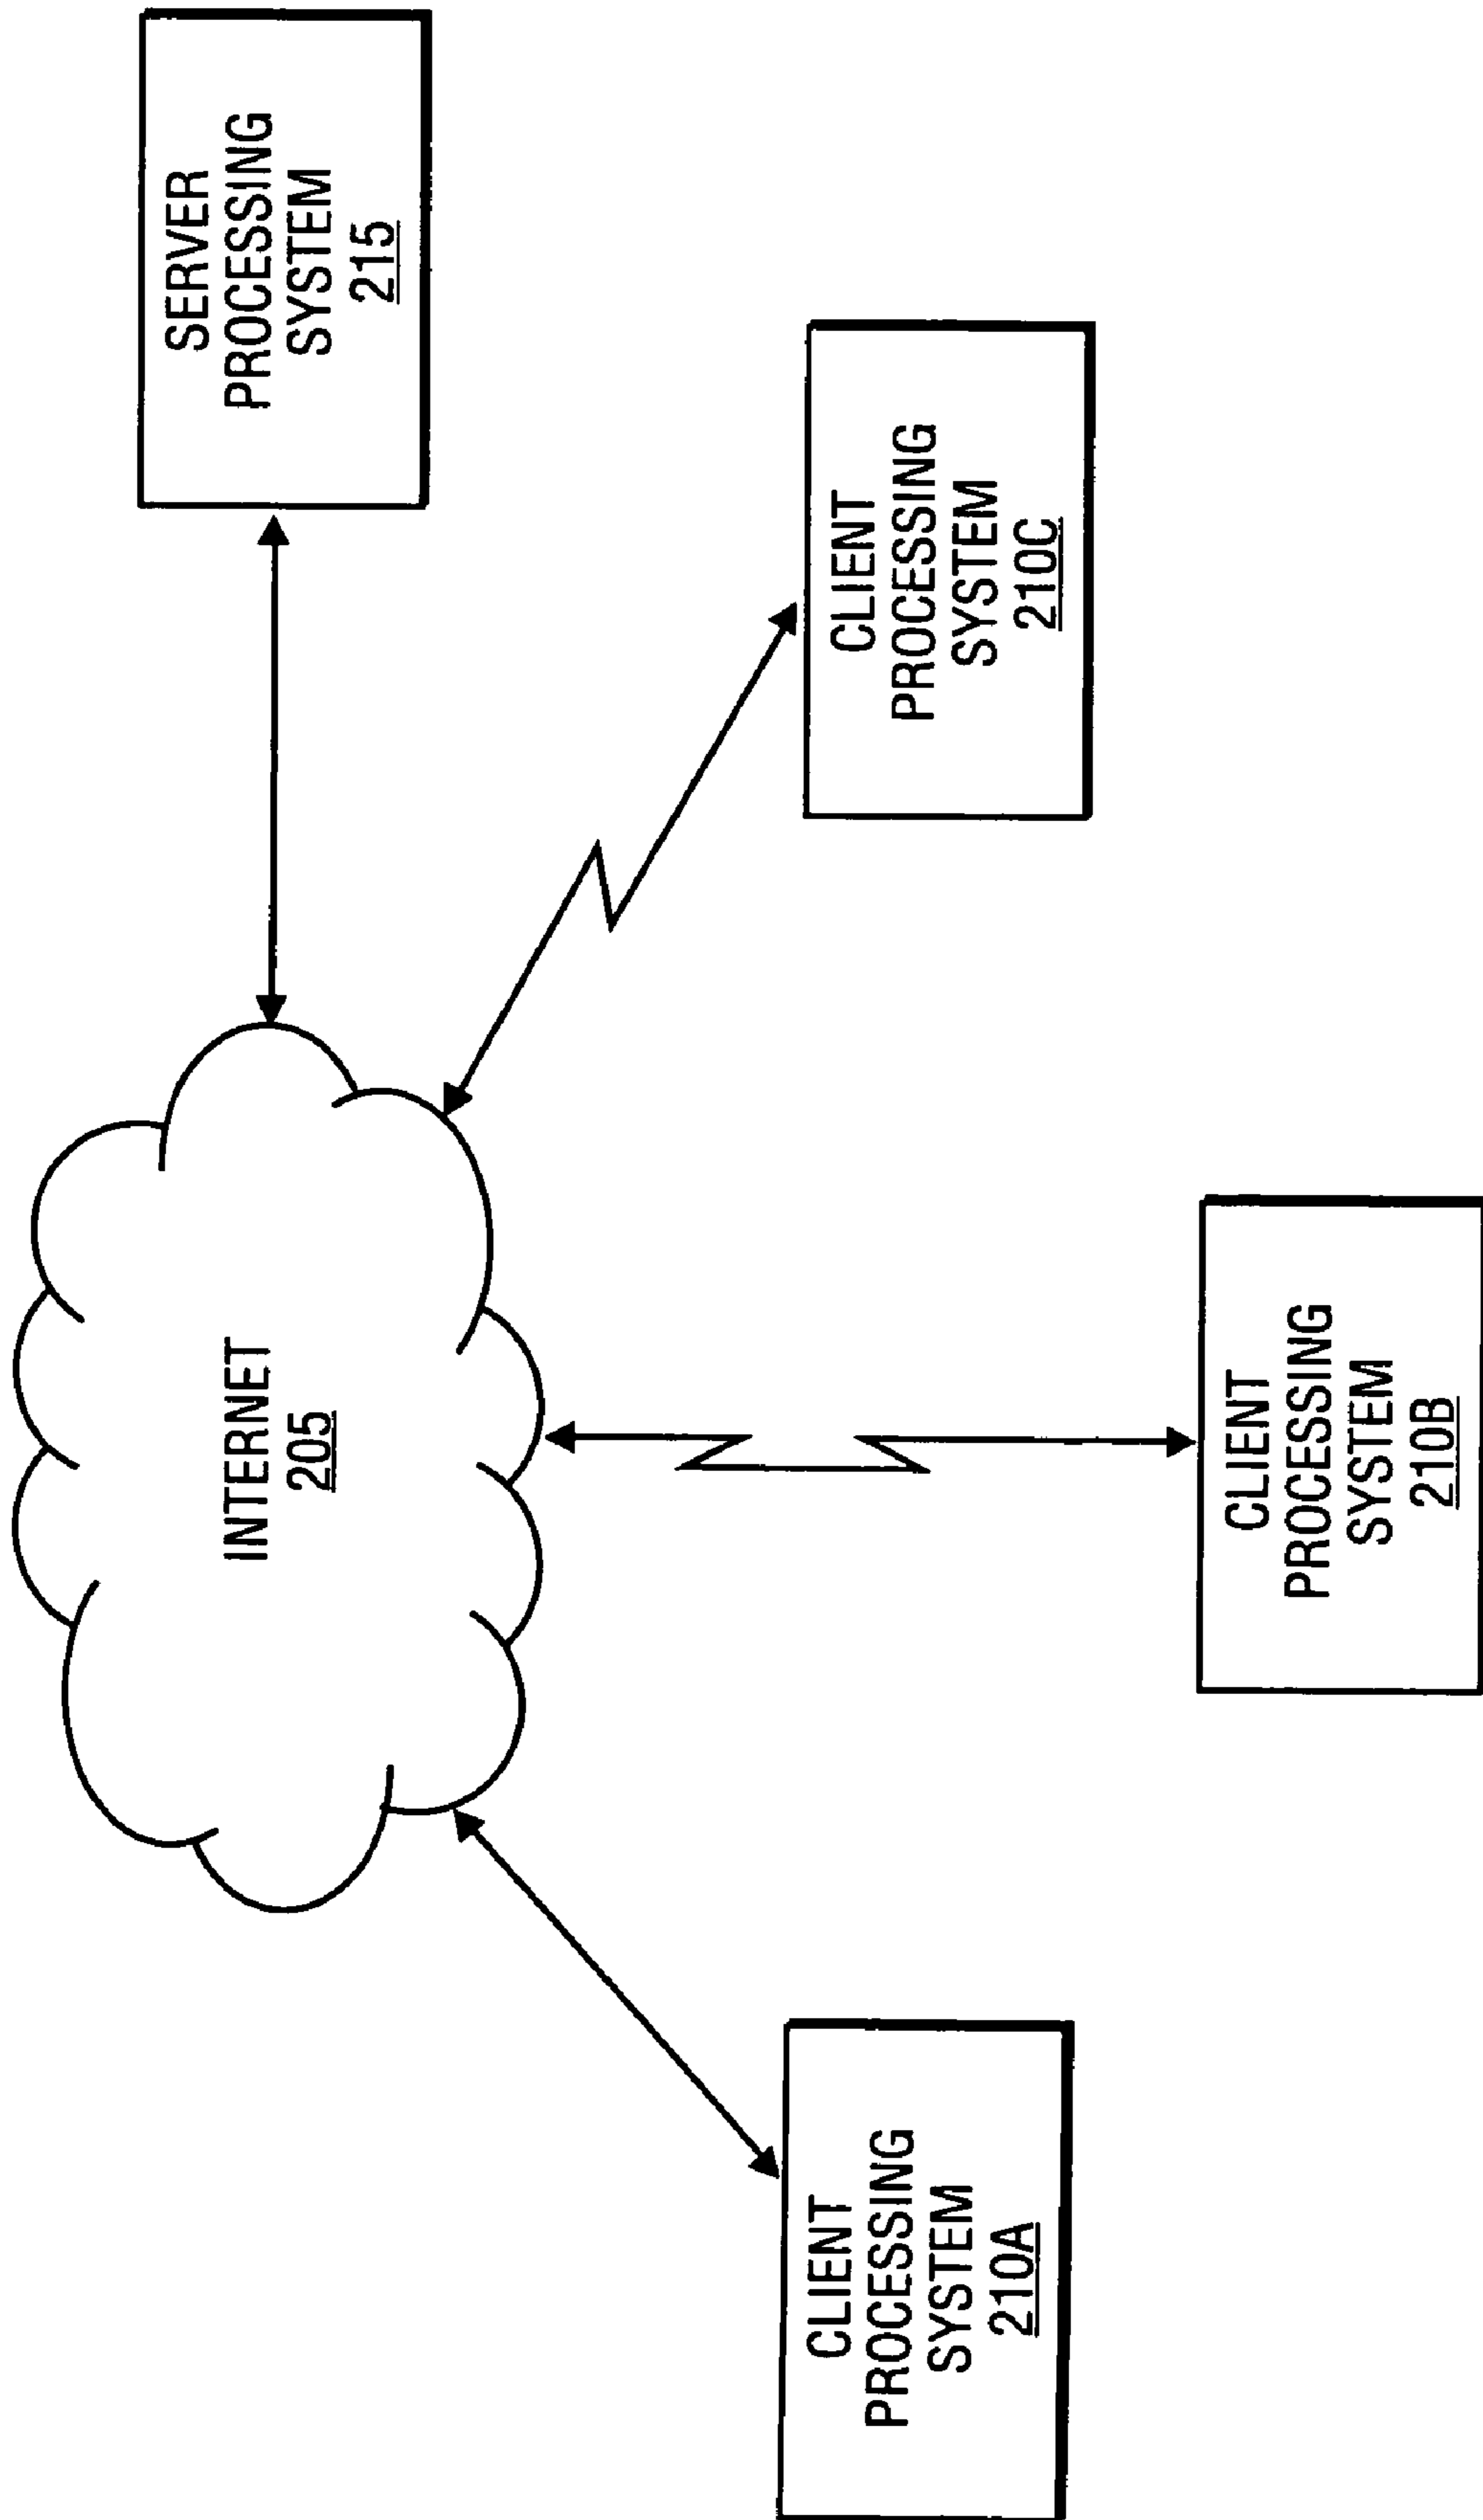 INTERNET
205
SERVER
PROCESSING
SYSTEM
215
CLIENT
PROCESSING
SYSTEM
210A
CLIENT
PROCESSING
SYSTEM
210B
CLIENT
PROCESSING
SYSTEM
210C